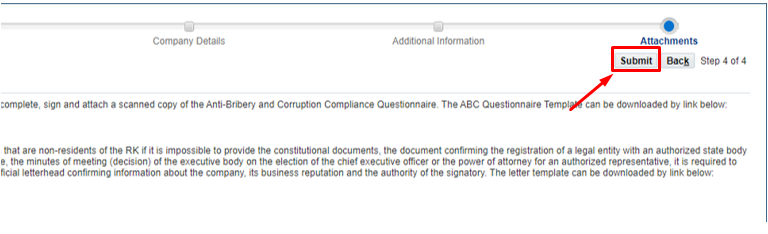 Company Details
Additional Information
Attachments
Submit Back Step 4 of 4
complete, sign and attach a scanned copy of the Anti-Bribery and Corruption Compliance Questionnaire. The ABC Questionnaire Template can be downloaded by link below:
that are non-residents of the RK if it is impossible to provide the constitutional documents, the document confirming the registration of a legal entity with an authorized state body
e, the minutes of meeting (decision) of the executive body on the election of the chief executive officer or the power of attorney for an authorized representative, it is required to
ficial letterhead confirming information about the company, its business reputation and the authority of the signatory. The letter template can be downloaded by link below: